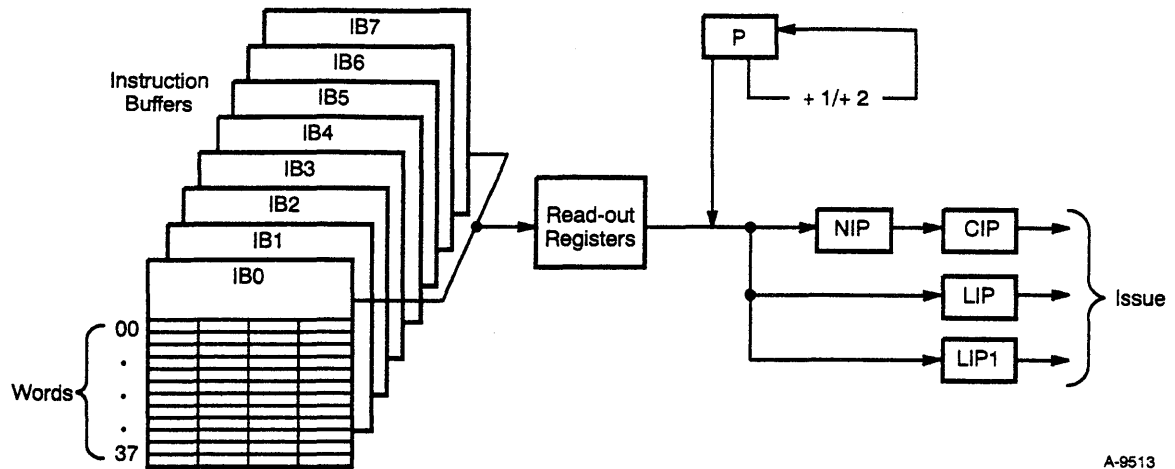 IB7
IB6
IB5
IB4
IB3
IB2
IB1
IB0
Instruction
Buffers
Words
00
.
.
.
37
Read-out
Registers
P
+ 1/+ 2
NIP
CIP
LIP
LIP1
Issue
A-9513